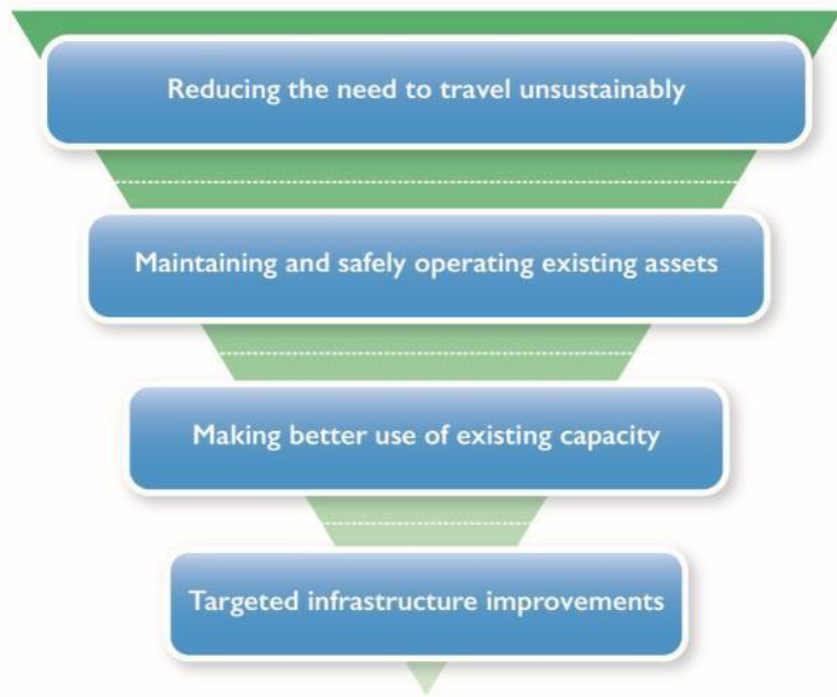 Reducing the need to travel unsustainably
Maintaining and safely operating existing assets
Making better use of existing capacity
Targeted infrastructure improvements